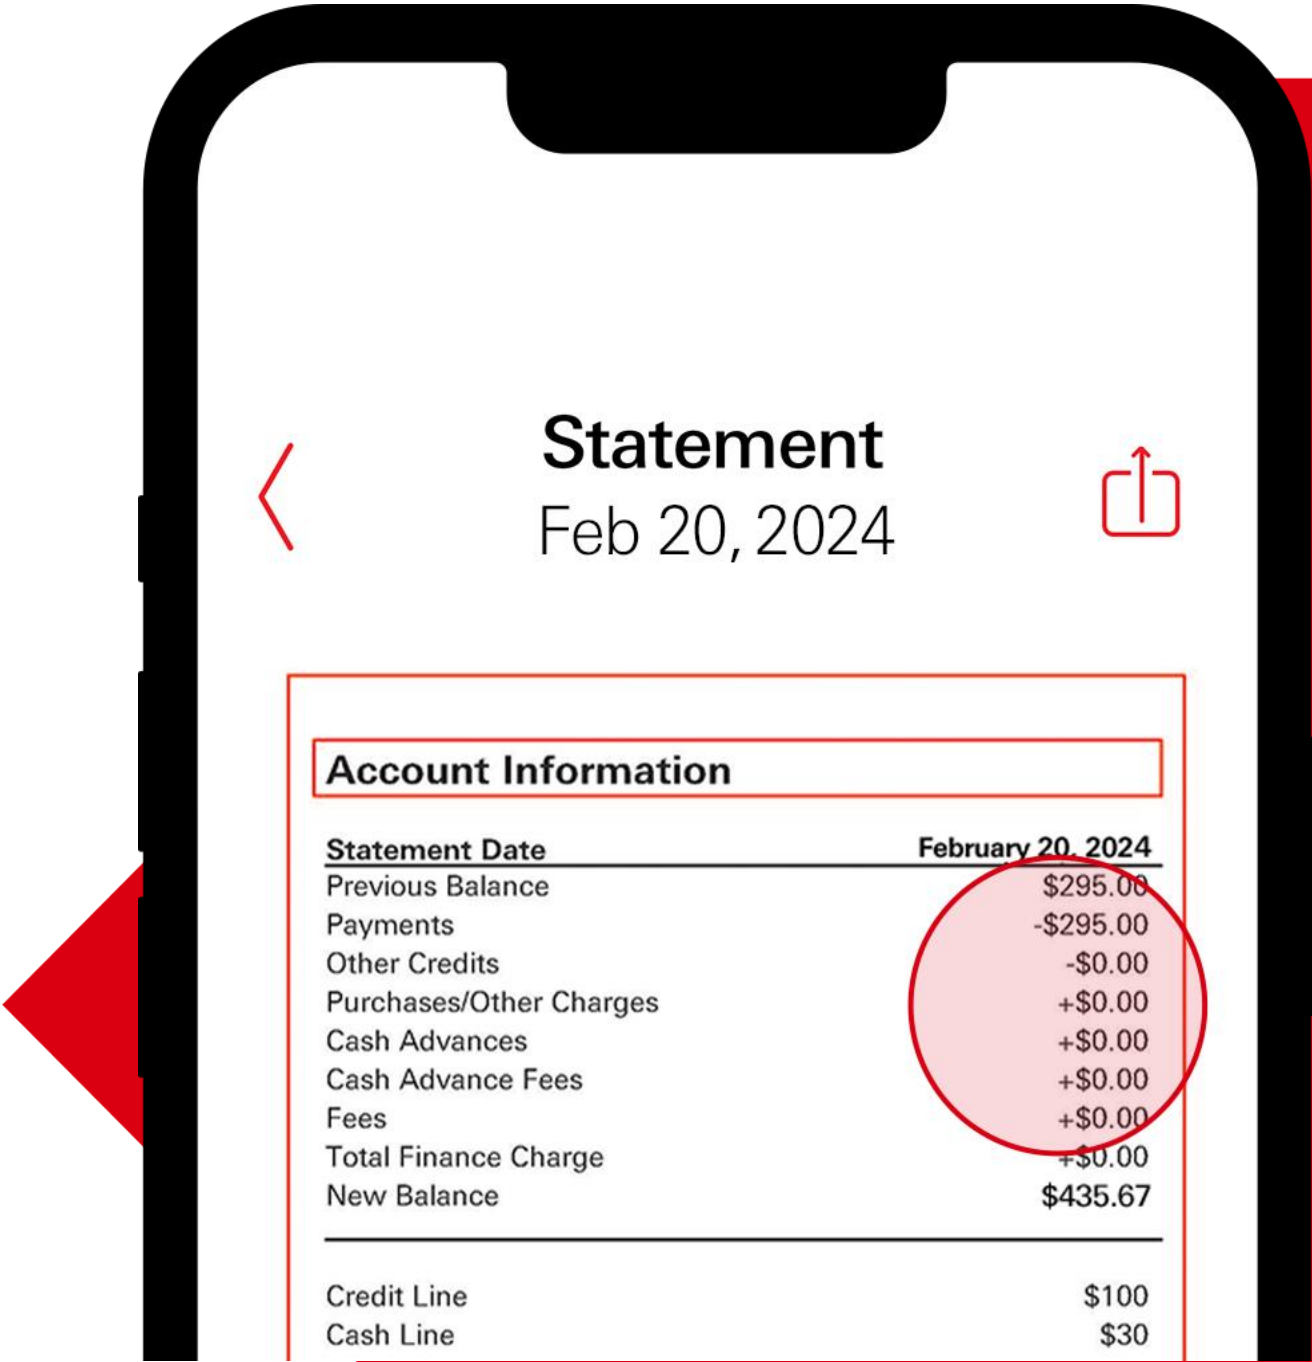 Statement
Feb 20, 2024
Account Information
Statement Date February 20, 2024
Previous Balance $295.00
Payments -$295.00
Other Credits -$0.00
Purchases/Other Charges +$0.00
Cash Advances +$0.00
Cash Advance Fees +$0.00
Fees +$0.00
Total Finance Charge +$0.00
New Balance $435.67
Credit Line $100
Cash Line $30